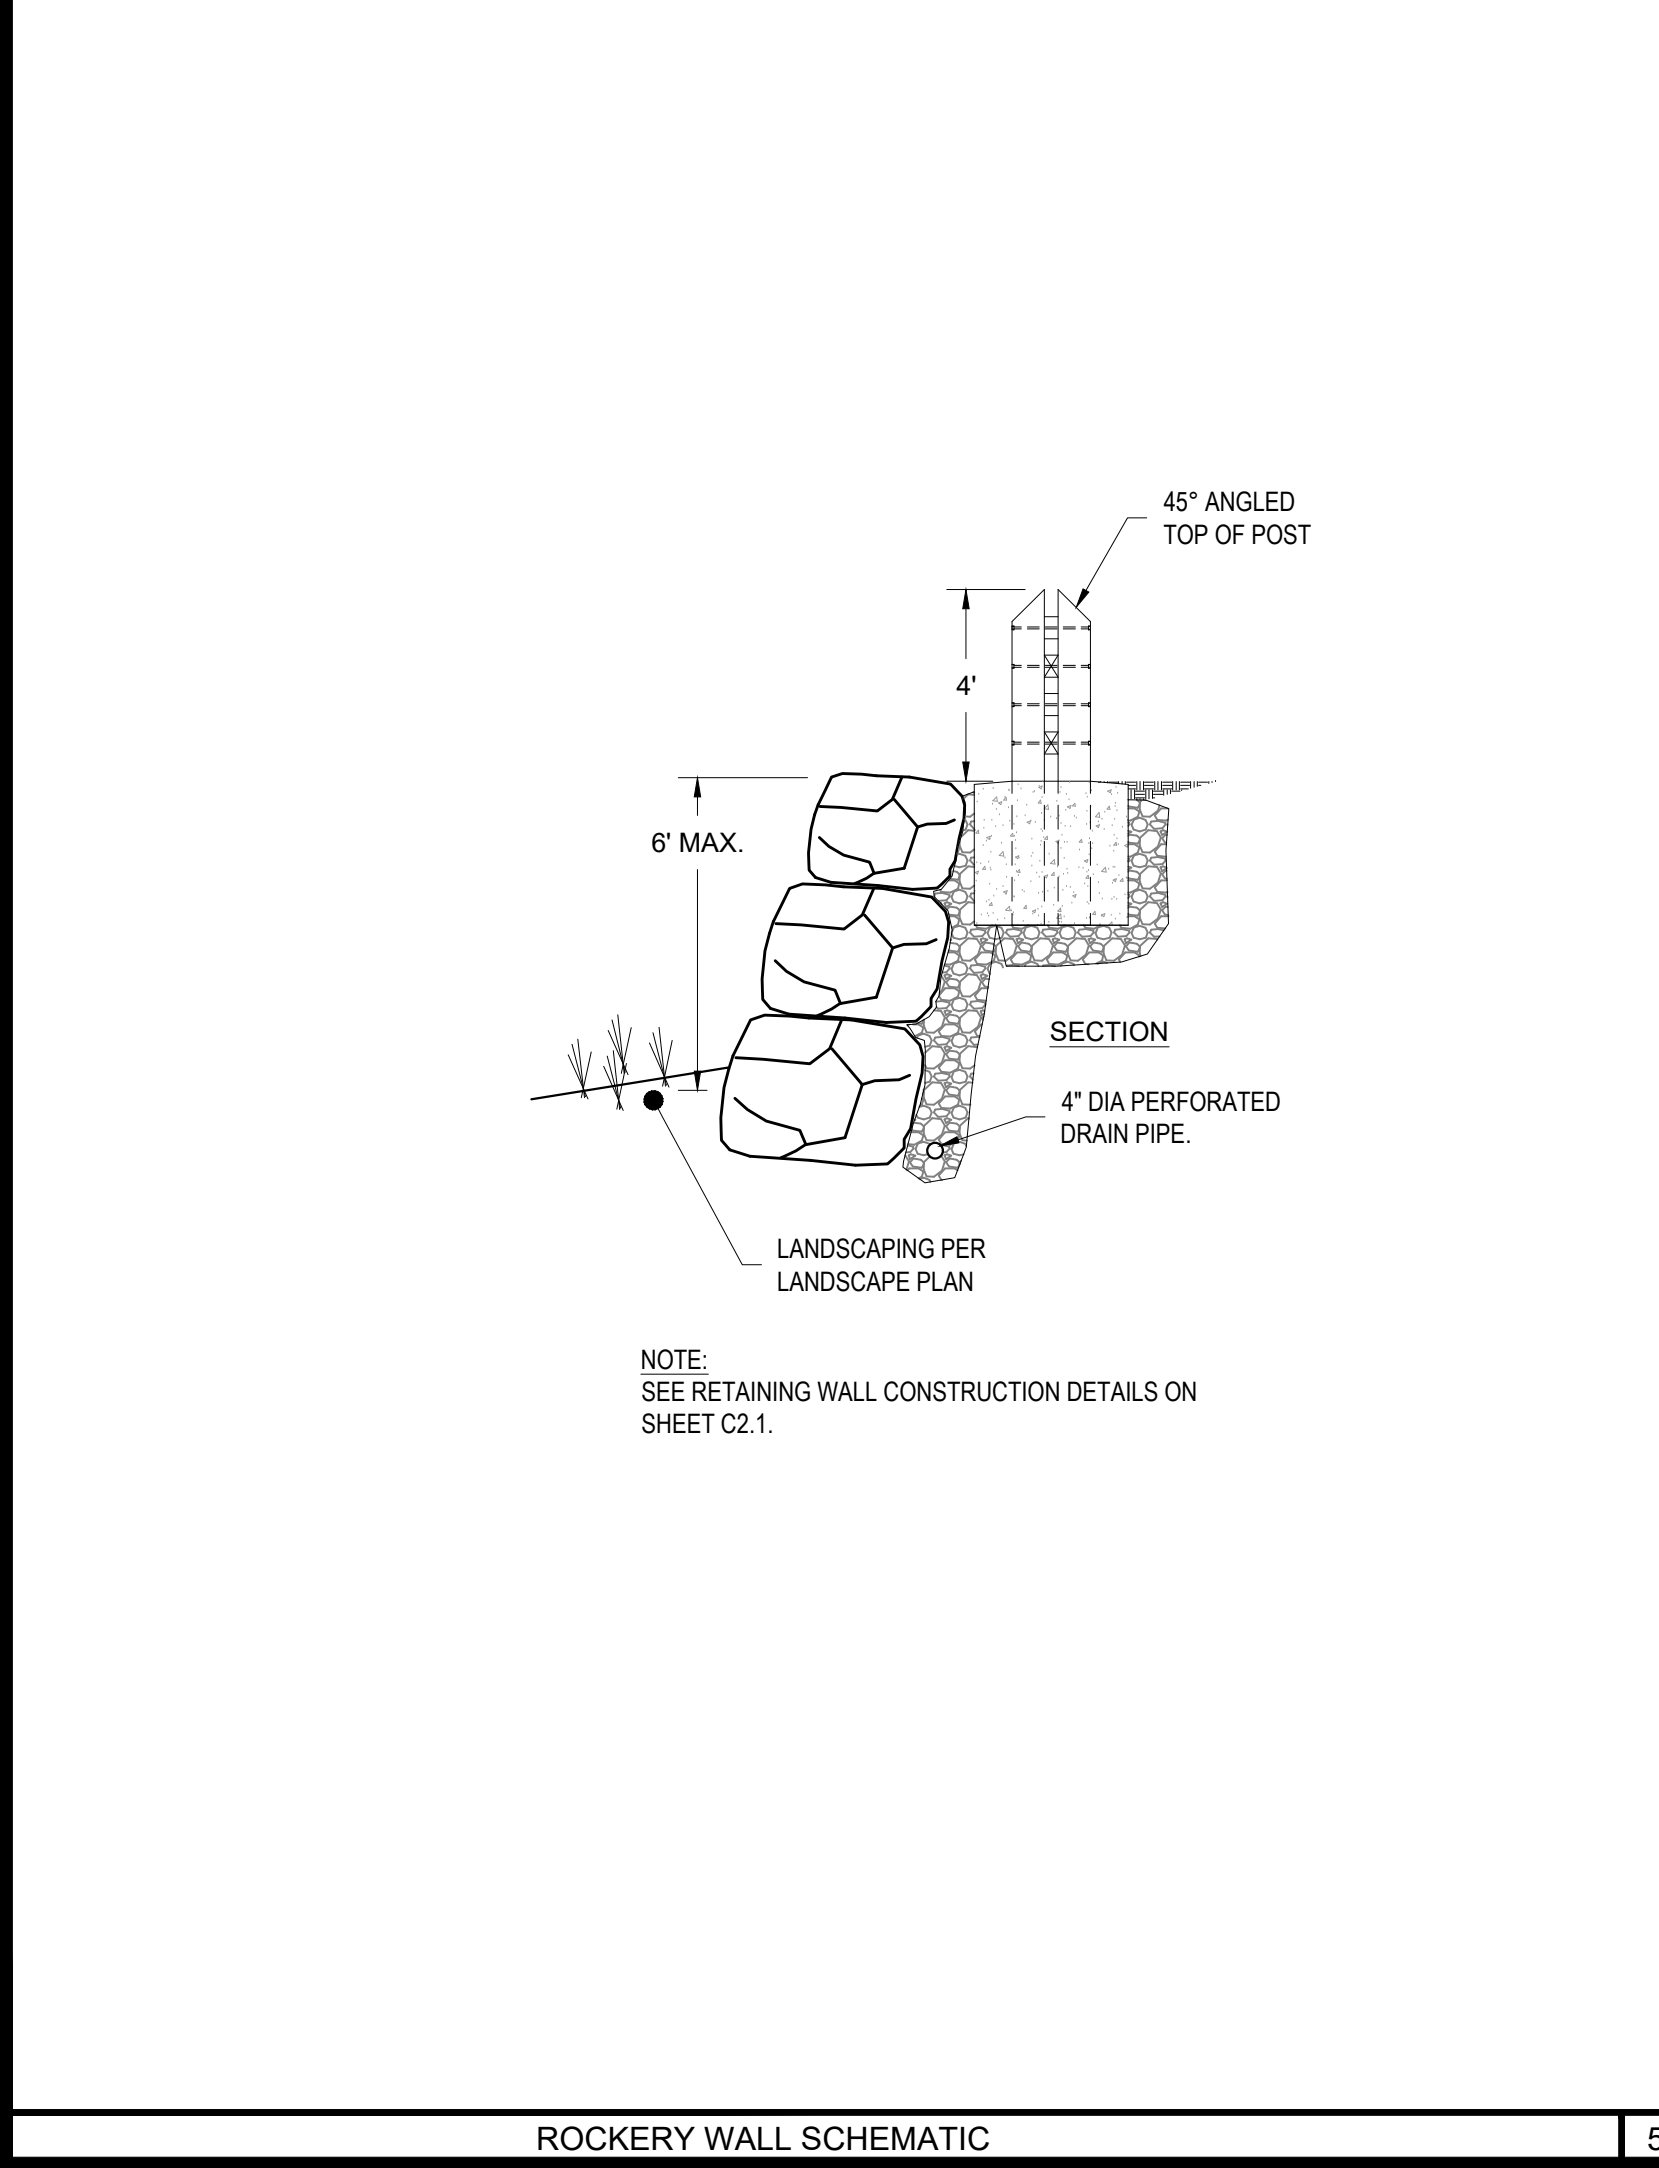 45° ANGLED
TOP OF POST
4'
6' MAX.
SECTION
4" DIA PERFORATED
DRAIN PIPE.
LANDSCAPING PER
LANDSCAPE PLAN
NOTE:
SEE RETAINING WALL CONSTRUCTION DETAILS ON
SHEET C2.1.
ROCKERY WALL SCHEMATIC
5